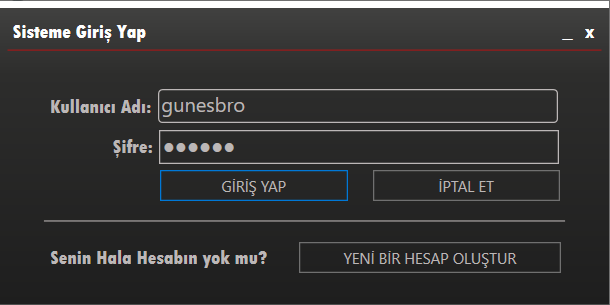 Sisteme Giriş Yap _ x
Kullanıcı Adı: gunesbro
Şifre: ●●●●●●
GİRİŞ YAP İPTAL ET
Senin Hala Hesabın yok mu? YENİ BİR HESAP OLUŞTUR